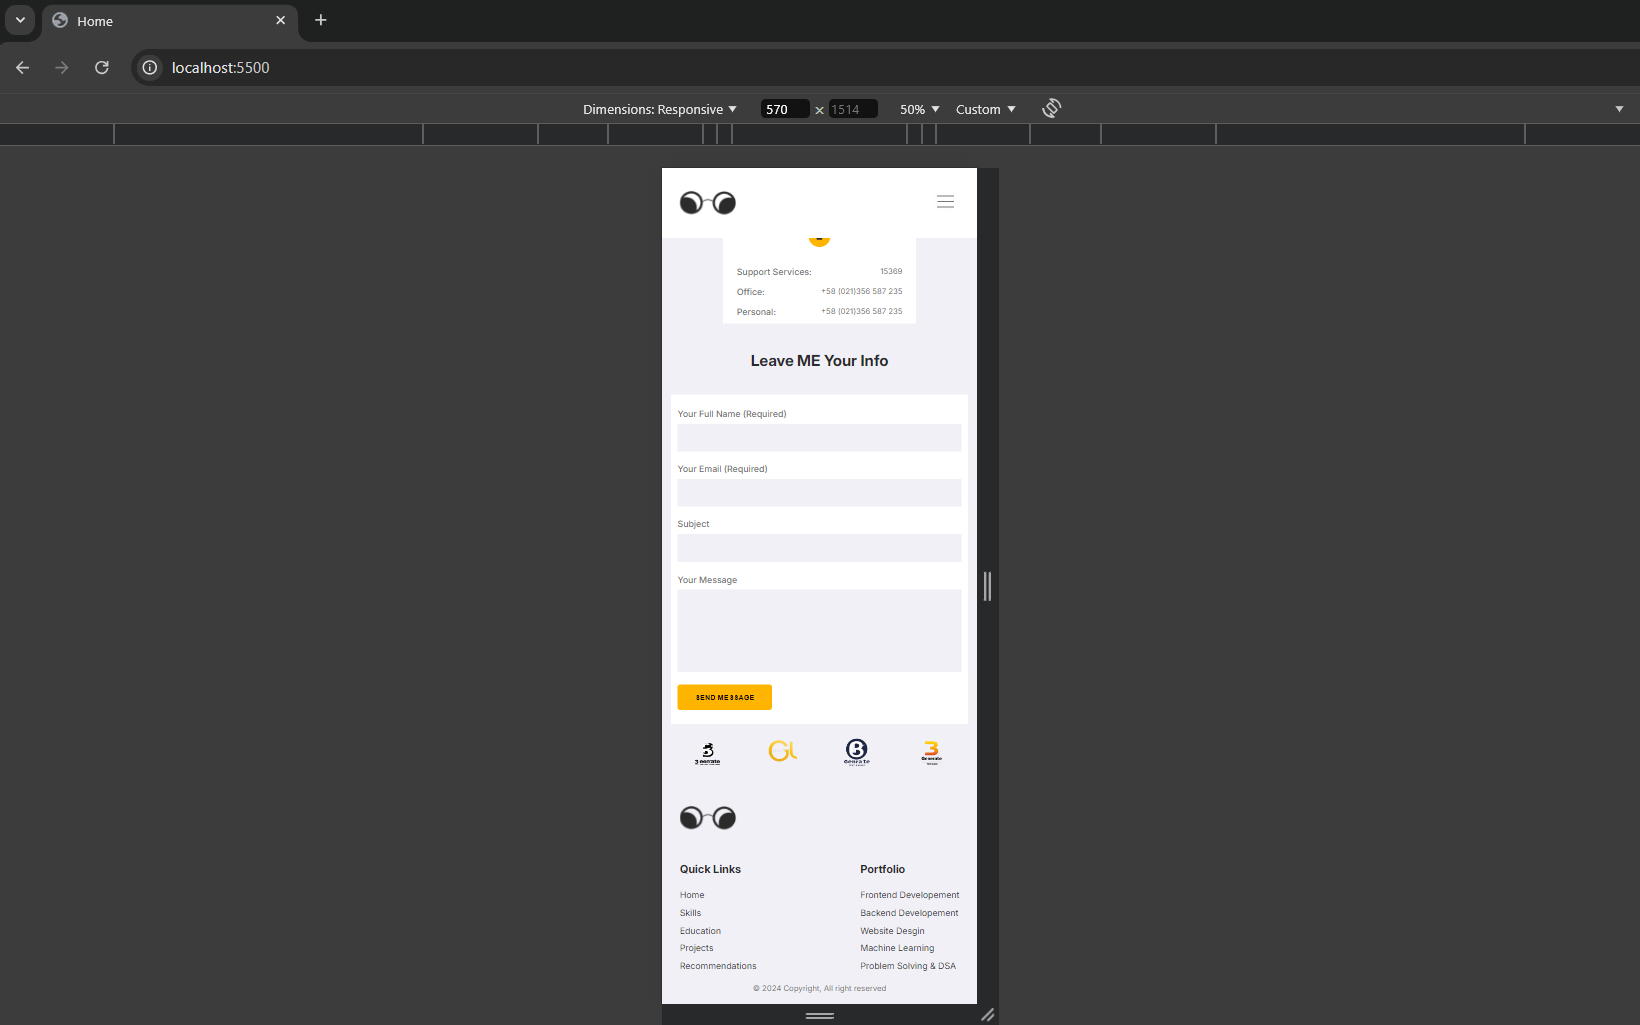 Home
localhost:5500
Dimensions: Responsive 570 x 1514 50% Custom
Support Services: 15369
Office: +58 (021)356 587 235
Personal: +58 (021)356 587 235
Leave ME Your Info
Your Full Name (Required)
Your Email (Required)
Subject
Your Message
SEND MESSAGE
Quick Links
Home
Skills
Education
Projects
Recommendations
Portfolio
Frontend Developement
Backend Developement
Website Desgin
Machine Learning
Problem Solving & DSA
© 2024 Copyright, All right reserved